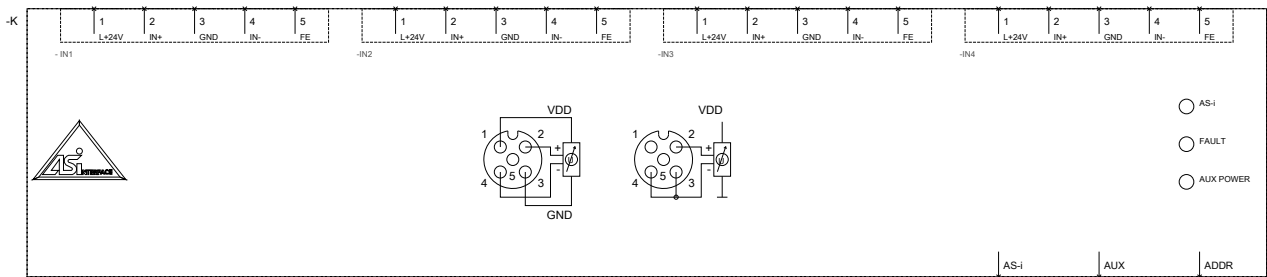 -K
1 2 3 4 5 1 2 3 4 5 1 2 3 4 5 1 2 3 4 5
L+24V IN+ GND IN- FE L+24V IN+ GND IN- FE L+24V IN+ GND IN- FE L+24V IN+ GND IN- FE
-IN1 -IN2 -IN3 -IN4
AS-i
VDD VDD
1 2 + 1 2 +
U U
- -
4 5 3 4 5 3
GND
ASi
INTERFACE
FAULT
AUX POWER
AS-i AUX ADDR